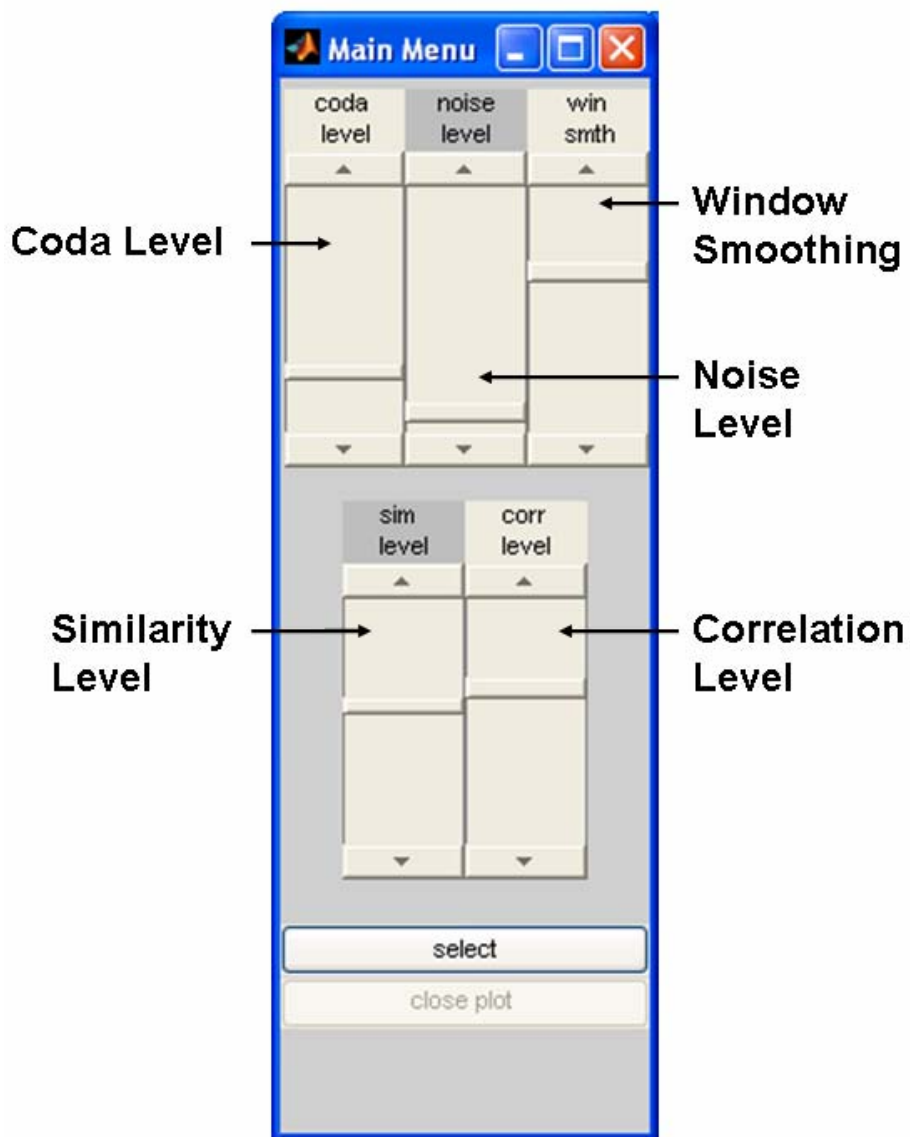 Main Menu
coda level
noise level
win smth
Coda Level
Window Smoothing
Noise Level
sim level
corr level
Similarity Level
Correlation Level
select
close plot